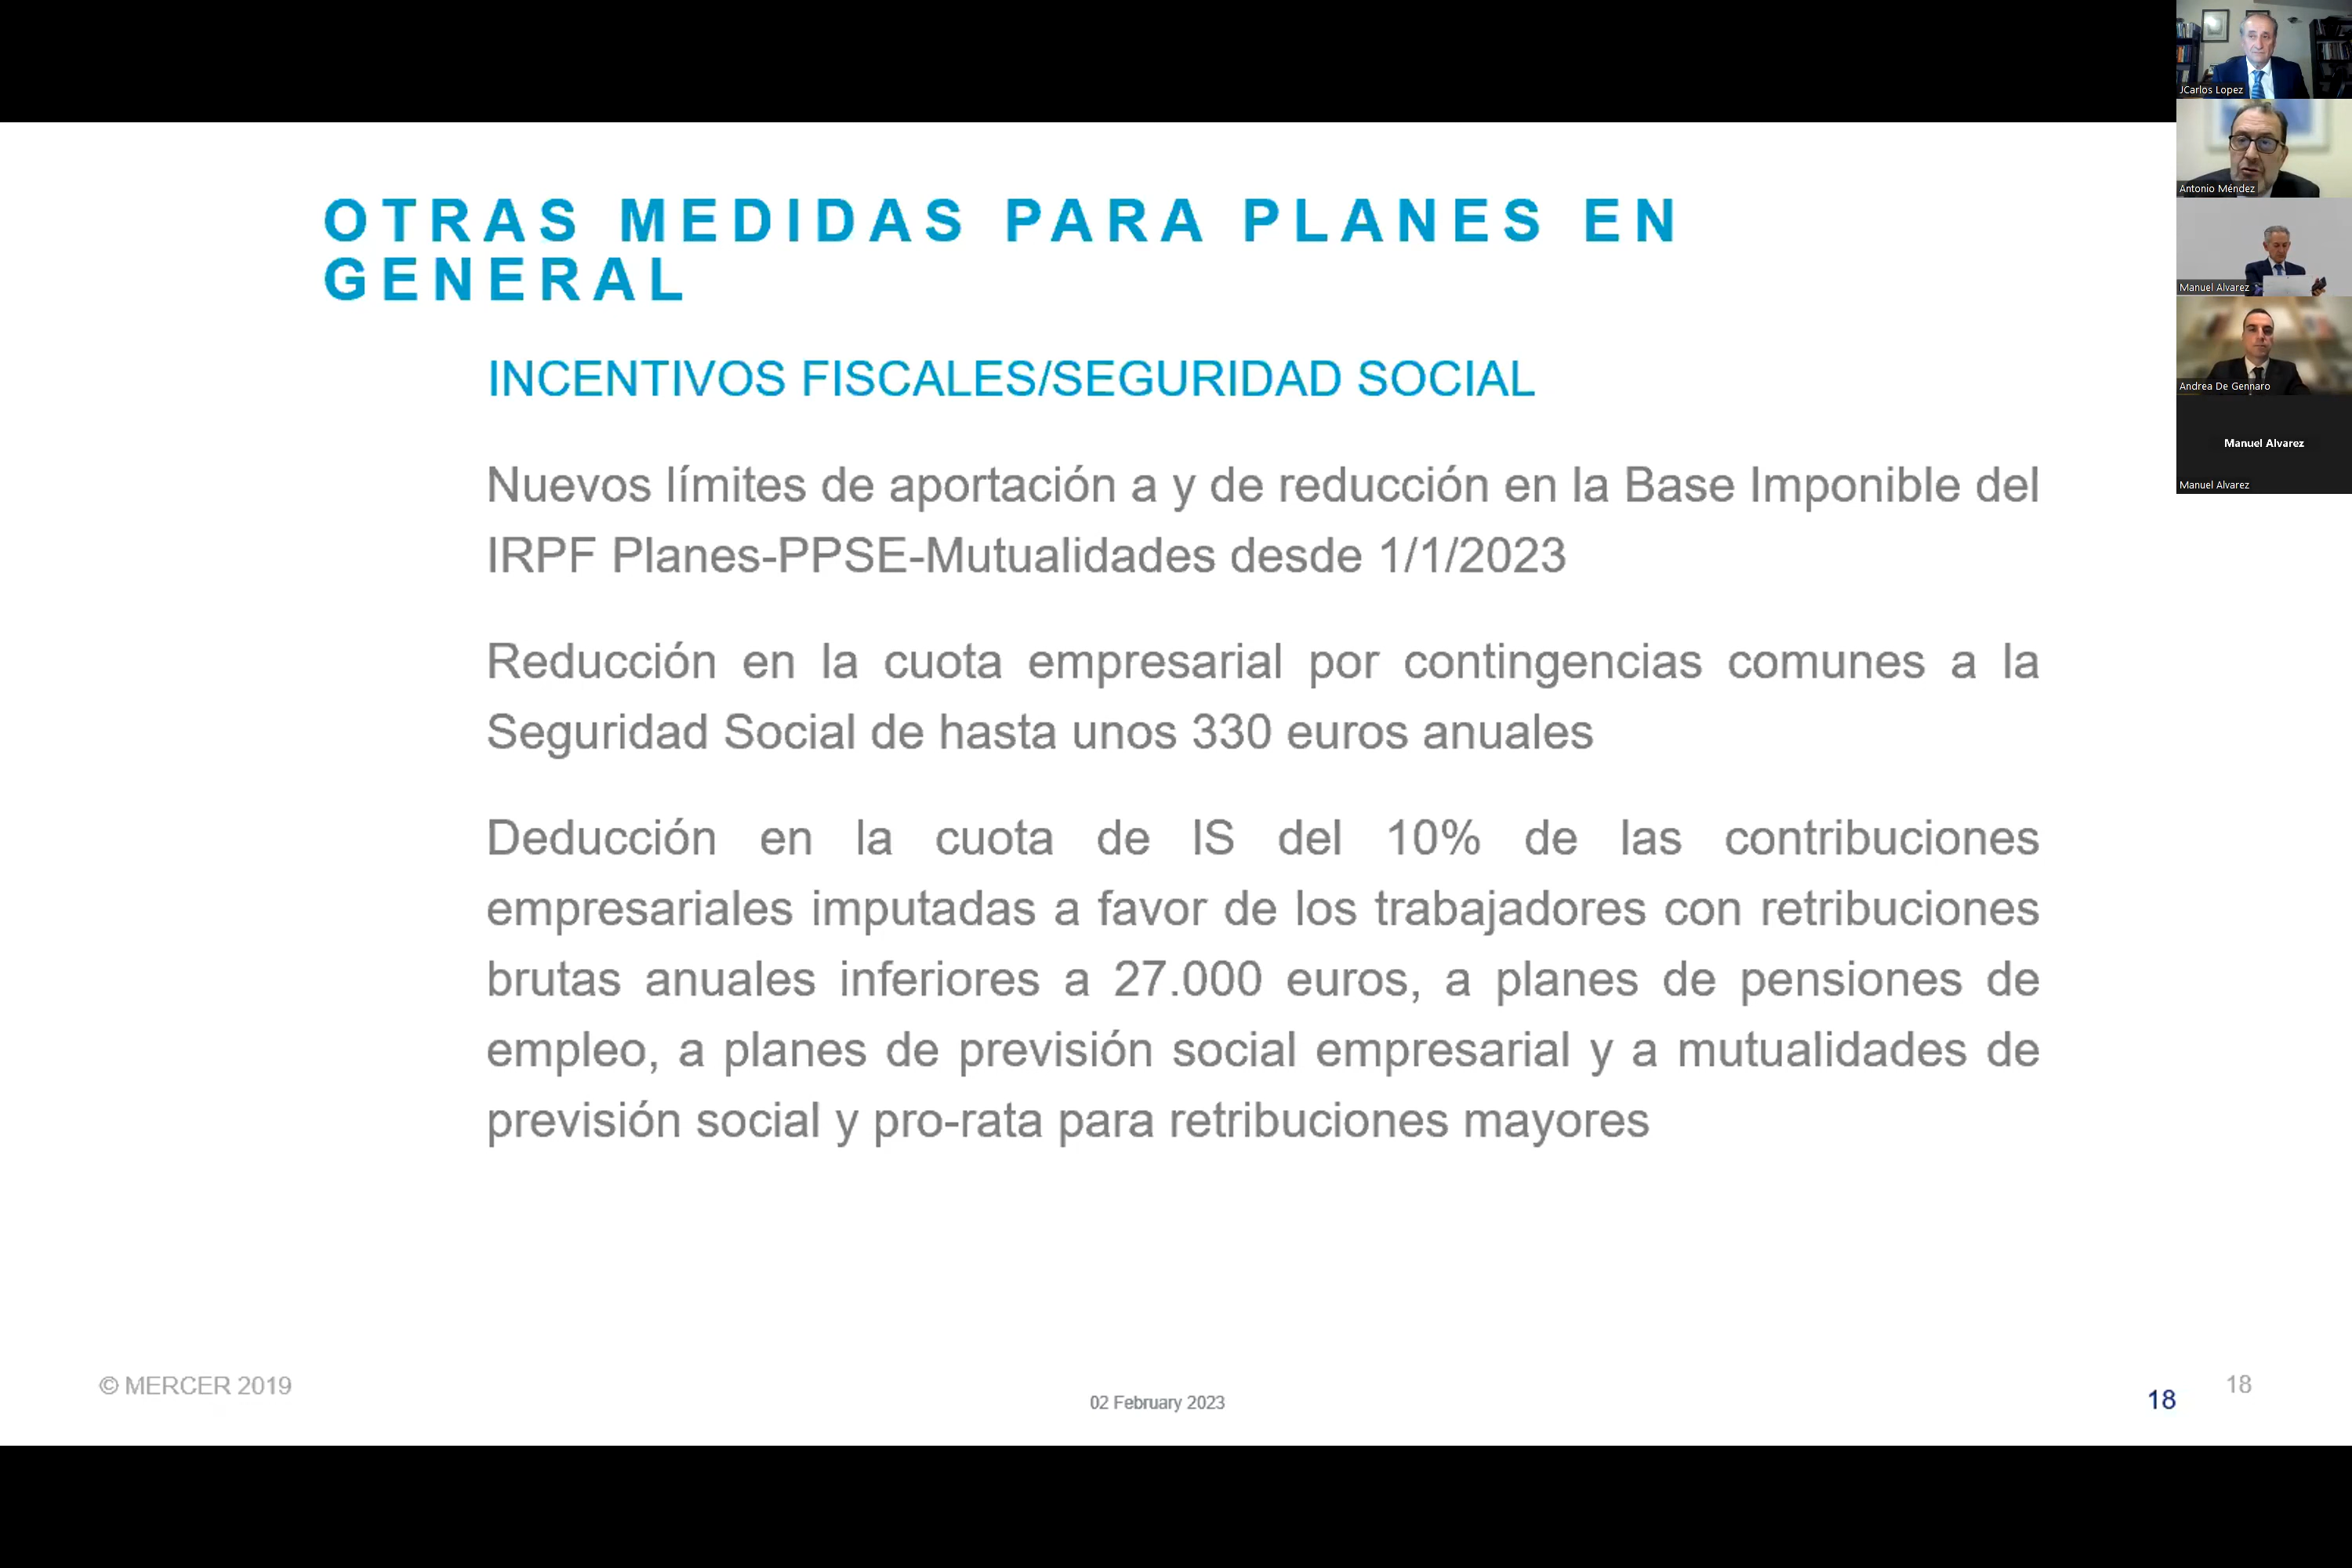 OTRAS MEDIDAS PARA PLANES EN
GENERAL
INCENTIVOS FISCALES/SEGURIDAD SOCIAL
Nuevos límites de aportación a y de reducción en la Base Imponible del
IRPF Planes-PPSE-Mutualidades desde 1/1/2023
Reducción en la cuota empresarial por contingencias comunes a la
Seguridad Social de hasta unos 330 euros anuales
Deducción en la cuota de IS del 10% de las contribuciones
empresariales imputadas a favor de los trabajadores con retribuciones
brutas anuales inferiores a 27.000 euros, a planes de pensiones de
empleo, a planes de previsión social empresarial y a mutualidades de
previsión social y pro-rata para retribuciones mayores
© MERCER 2019
02 February 2023
18
18
JCarlos Lopez
Antonio Méndez
Manuel Alvarez
Andrea De Gennaro
Manuel Alvarez
Manuel Alvarez